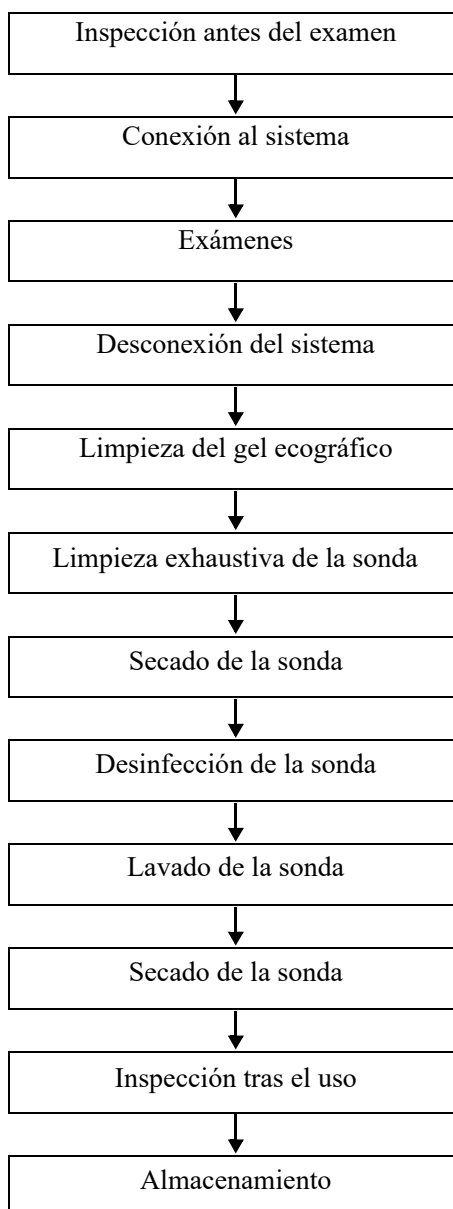 Inspección antes del examen
Conexión al sistema
Exámenes
Desconexión del sistema
Limpieza del gel ecográfico
Limpieza exhaustiva de la sonda
Secado de la sonda
Desinfección de la sonda
Lavado de la sonda
Secado de la sonda
Inspección tras el uso
Almacenamiento